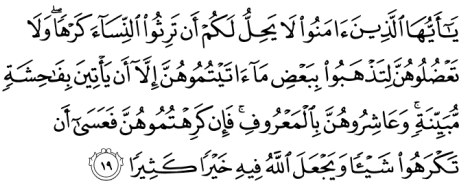 يَـٰٓأَيُّهَا ٱلَّذِينَ ءَامَنُوا۟ لَا يَحِلُّ لَكُمْ أَن تَرِثُوا۟ ٱلنِّسَآءَ كَرْهًا ۖ وَلَا
تَعْضُلُوهُنَّ لِتَذْهَبُوا۟ بِبَعْضِ مَآ ءَاتَيْتُمُوهُنَّ إِلَّآ أَن يَأْتِينَ بِفَـٰحِشَةٍ
مُّبَيِّنَةٍ ۚ وَعَاشِرُوهُنَّ بِٱلْمَعْرُوفِ ۚ فَإِن كَرِهْتُمُوهُنَّ فَعَسَىٰٓ أَن
تَكْرَهُوا۟ شَيْـًٔا وَيَجْعَلَ ٱللَّهُ فِيهِ خَيْرًا كَثِيرًا ١٩